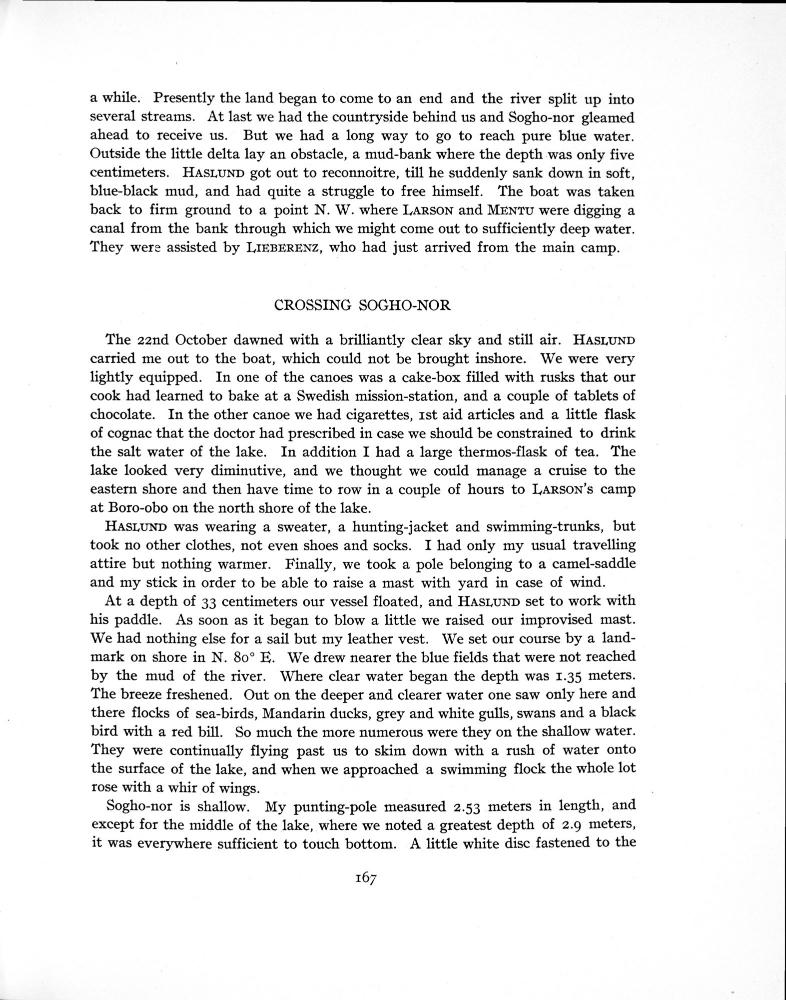 a while. Presently the land began to come to an end and the river split up into
several streams. At last we had the countryside behind us and Sogho-nor gleamed
ahead to receive us. But we had a long way to go to reach pure blue water.
Outside the little delta lay an obstacle, a mud-bank where the depth was only five
centimeters. HASLUND got out to reconnoitre, till he suddenly sank down in soft,
blue-black mud, and had quite a struggle to free himself. The boat was taken
back to firm ground to a point N. W. where LARSON and MENTU were digging a
canal from the bank through which we might come out to sufficiently deep water.
They were assisted by LIEBERENZ, who had just arrived from the main camp.
CROSSING SOGHO-NOR
The 22nd October dawned with a brilliantly clear sky and still air. HASLUND
carried me out to the boat, which could not be brought inshore. We were very
lightly equipped. In one of the canoes was a cake-box filled with rusks that our
cook had learned to bake at a Swedish mission-station, and a couple of tablets of
chocolate. In the other canoe we had cigarettes, 1st aid articles and a little flask
of cognac that the doctor had prescribed in case we should be constrained to drink
the salt water of the lake. In addition I had a large thermos-flask of tea. The
lake looked very diminutive, and we thought we could manage a cruise to the
eastern shore and then have time to row in a couple of hours to LARSON's camp
at Boro-obo on the north shore of the lake.
HASLUND was wearing a sweater, a hunting-jacket and swimming-trunks, but
took no other clothes, not even shoes and socks. I had only my usual travelling
attire but nothing warmer. Finally, we took a pole belonging to a camel-saddle
and my stick in order to be able to raise a mast with yard in case of wind.
At a depth of 33 centimeters our vessel floated, and HASLUND set to work with
his paddle. As soon as it began to blow a little we raised our improvised mast.
We had nothing else for a sail but my leather vest. We set our course by a land-
mark on shore in N. 80° E. We drew nearer the blue fields that were not reached
by the mud of the river. Where clear water began the depth was 1.35 meters.
The breeze freshened. Out on the deeper and clearer water one saw only here and
there flocks of sea-birds, Mandarin ducks, grey and white gulls, swans and a black
bird with a red bill. So much the more numerous were they on the shallow water.
They were continually flying past us to skim down with a rush of water onto
the surface of the lake, and when we approached a swimming flock the whole lot
rose with a whir of wings.
Sogho-nor is shallow. My punting-pole measured 2.53 meters in length, and
except for the middle of the lake, where we noted a greatest depth of 2.9 meters,
it was everywhere sufficient to touch bottom. A little white disc fastened to the
167